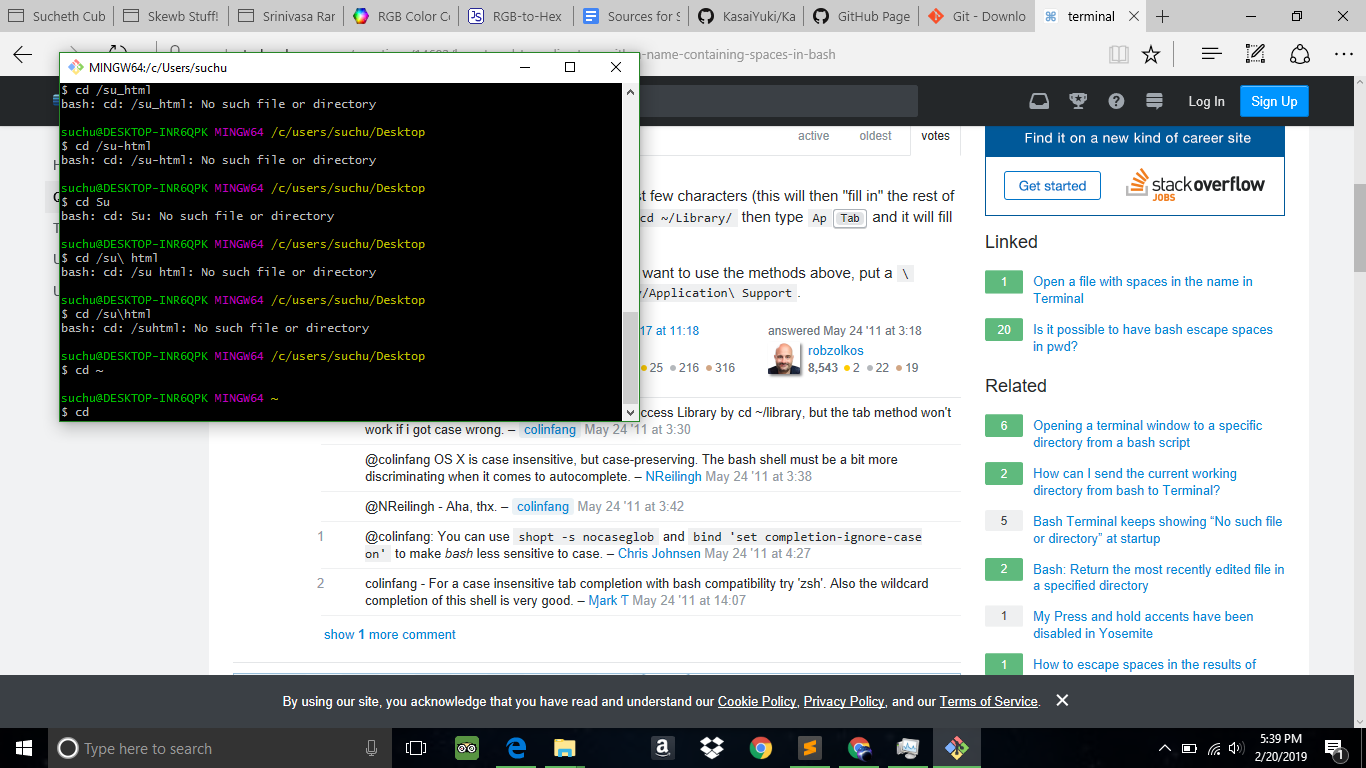 Sucheth Cub
Skewb Stuff!
Srinivasa Rar
RGB Color Co
RGB-to-Hex
Sources for S
KasaiYuki/Ka
GitHub Page
Git - Downlo
terminal
-name-containing-spaces-in-bash
MINGW64:/c/Users/suchu
$ cd /su_html
bash: cd: /su_html: No such file or directory
suchu@DESKTOP-INR6QPK MINGW64 /c/users/suchu/Desktop
$ cd /su-html
bash: cd: /su-html: No such file or directory
suchu@DESKTOP-INR6QPK MINGW64 /c/users/suchu/Desktop
$ cd Su
bash: cd: Su: No such file or directory
suchu@DESKTOP-INR6QPK MINGW64 /c/users/suchu/Desktop
$ cd /su\ html
bash: cd: /su html: No such file or directory
suchu@DESKTOP-INR6QPK MINGW64 /c/users/suchu/Desktop
$ cd /su\html
bash: cd: /suhtml: No such file or directory
suchu@DESKTOP-INR6QPK MINGW64 /c/users/suchu/Desktop
$ cd ~
suchu@DESKTOP-INR6QPK MINGW64 ~
$ cd
Log In
Sign Up
active
oldest
votes
st few characters (this will then "fill in" the rest of
cd ~/Library/ then type Ap Tab and it will fill
want to use the methods above, put a \
/Application\ Support .
17 at 11:18
25 216 316
answered May 24 '11 at 3:18
robzolkos
8,543 2 22 19
ccess Library by cd ~/library, but the tab method won't
work if i got case wrong. – colinfang May 24 '11 at 3:30
@colinfang OS X is case insensitive, but case-preserving. The bash shell must be a bit more
discriminating when it comes to autocomplete. – NReilingh May 24 '11 at 3:38
@NReilingh - Aha, thx. – colinfang May 24 '11 at 3:42
1 @colinfang: You can use shopt -s nocaseglob and bind 'set completion-ignore-case
on' to make bash less sensitive to case. – Chris Johnsen May 24 '11 at 4:27
2 colinfang - For a case insensitive tab completion with bash compatibility try 'zsh'. Also the wildcard
completion of this shell is very good. – Mark T May 24 '11 at 14:07
show 1 more comment
Find it on a new kind of career site
Get started
stackoverflow
JOBS
Linked
1 Open a file with spaces in the name in
Terminal
20 Is it possible to have bash escape spaces
in pwd?
Related
6 Opening a terminal window to a specific
directory from a bash script
2 How can I send the current working
directory from bash to Terminal?
5 Bash Terminal keeps showing “No such file
or directory” at startup
2 Bash: Return the most recently edited file in
a specified directory
1 My Press and hold accents have been
disabled in Yosemite
1 How to escape spaces in the results of
By using our site, you acknowledge that you have read and understand our Cookie Policy, Privacy Policy, and our Terms of Service.
Type here to search
5:39 PM
2/20/2019
1